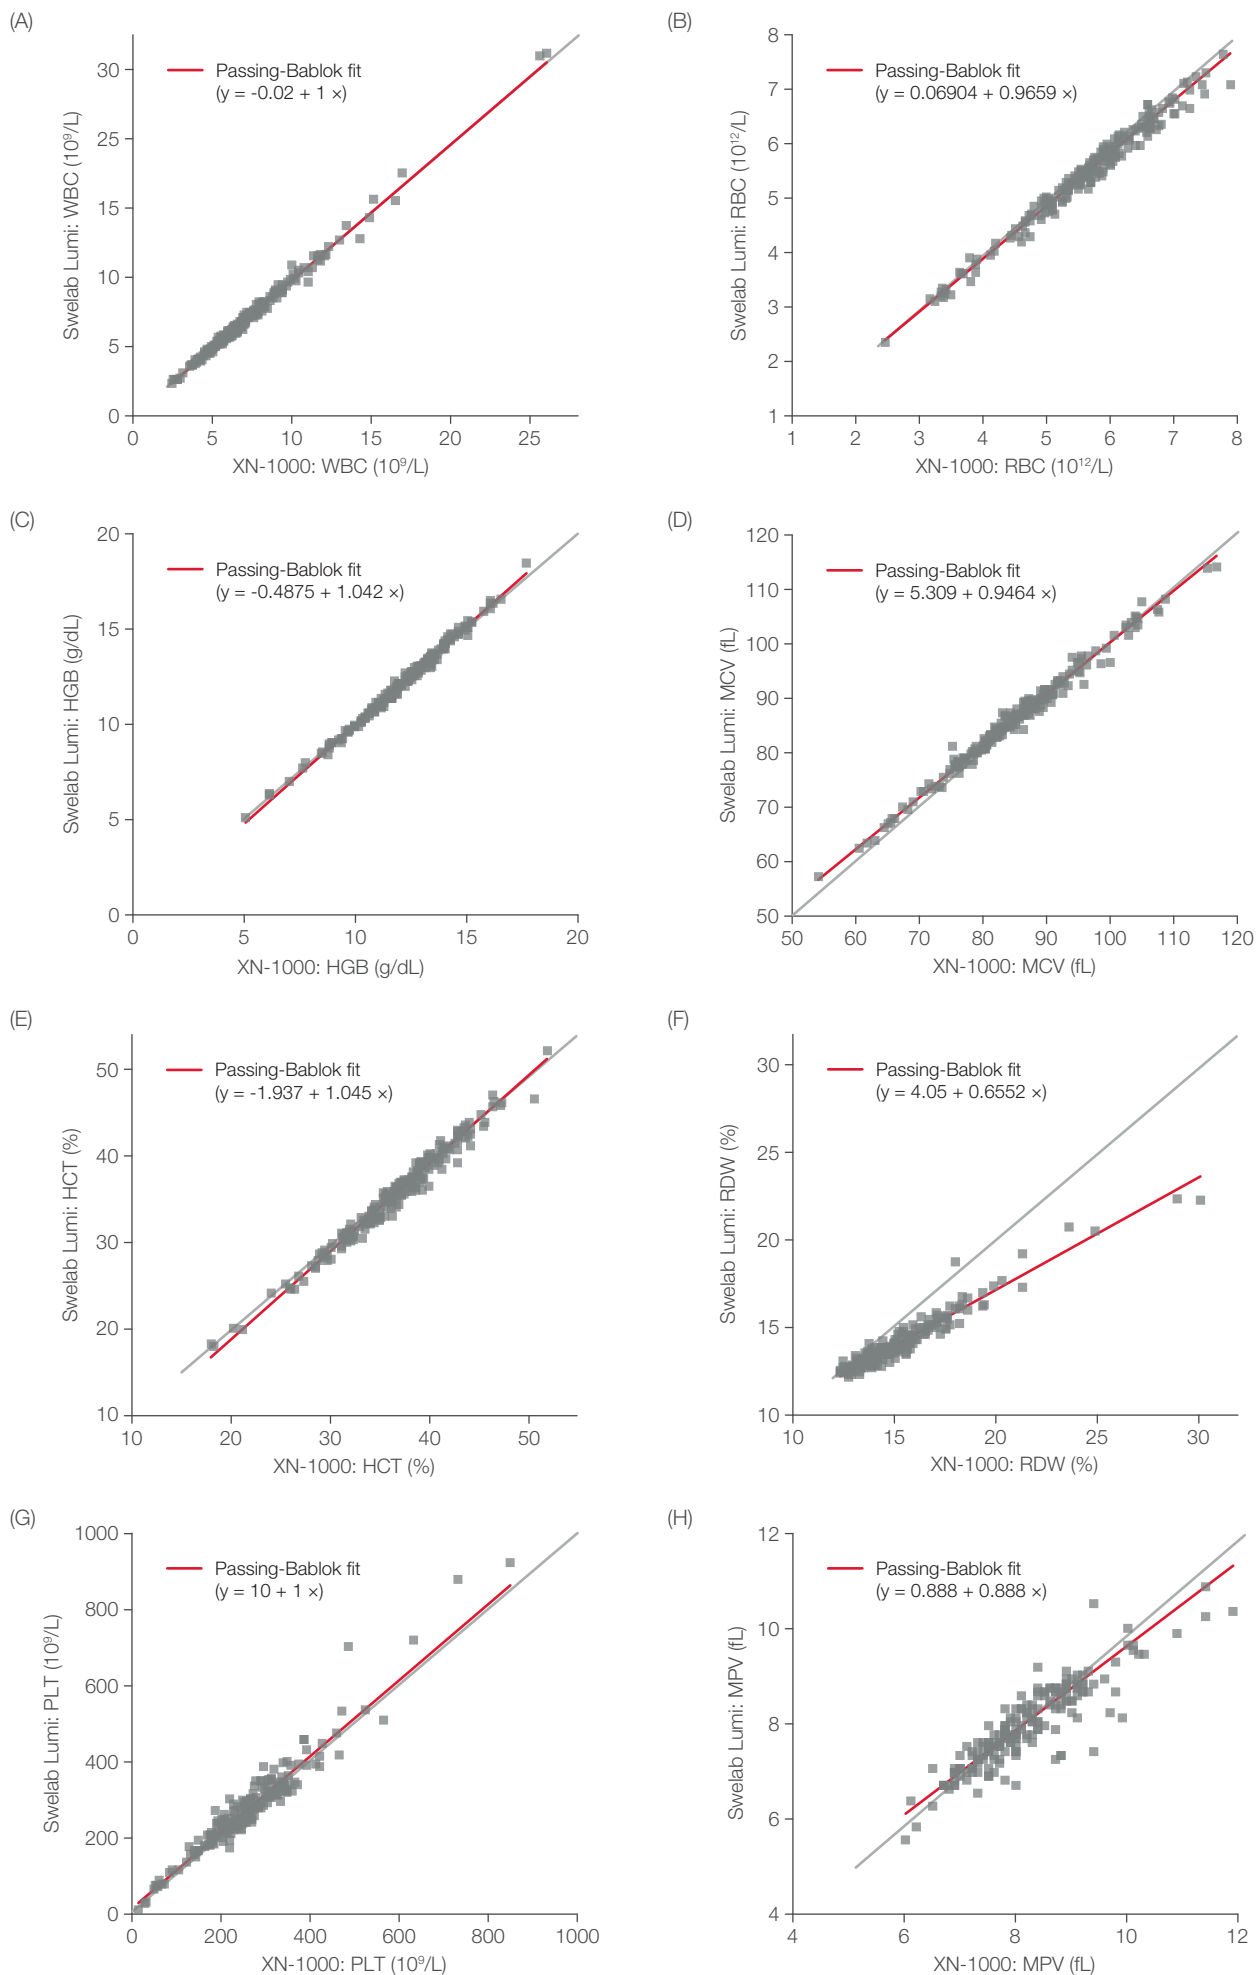 (A)
Passing-Bablok fit
(y = -0.02 + 1 ×)
Swelab Lumi: WBC (10⁹/L)
30
25
20
15
10
5
0
0 5 10 15 20 25
XN-1000: WBC (10⁹/L)
(B)
Passing-Bablok fit
(y = 0.06904 + 0.9659 ×)
Swelab Lumi: RBC (10¹²/L)
8
7
6
5
4
3
2
1
1 2 3 4 5 6 7 8
XN-1000: RBC (10¹²/L)
(C)
Passing-Bablok fit
(y = -0.4875 + 1.042 ×)
Swelab Lumi: HGB (g/dL)
20
15
10
5
0
0 5 10 15 20
XN-1000: HGB (g/dL)
(D)
Passing-Bablok fit
(y = 5.309 + 0.9464 ×)
Swelab Lumi: MCV (fL)
120
110
100
90
80
70
60
50
50 60 70 80 90 100 110 120
XN-1000: MCV (fL)
(E)
Passing-Bablok fit
(y = -1.937 + 1.045 ×)
Swelab Lumi: HCT (%)
50
40
30
20
10
10 20 30 40 50
XN-1000: HCT (%)
(F)
Passing-Bablok fit
(y = 4.05 + 0.6552 ×)
Swelab Lumi: RDW (%)
30
25
20
15
10
10 15 20 25 30
XN-1000: RDW (%)
(G)
Passing-Bablok fit
(y = 10 + 1 ×)
Swelab Lumi: PLT (10⁹/L)
1000
800
600
400
200
0
0 200 400 600 800 1000
XN-1000: PLT (10⁹/L)
(H)
Passing-Bablok fit
(y = 0.888 + 0.888 ×)
Swelab Lumi: MPV (fL)
12
10
8
6
4
4 6 8 10 12
XN-1000: MPV (fL)